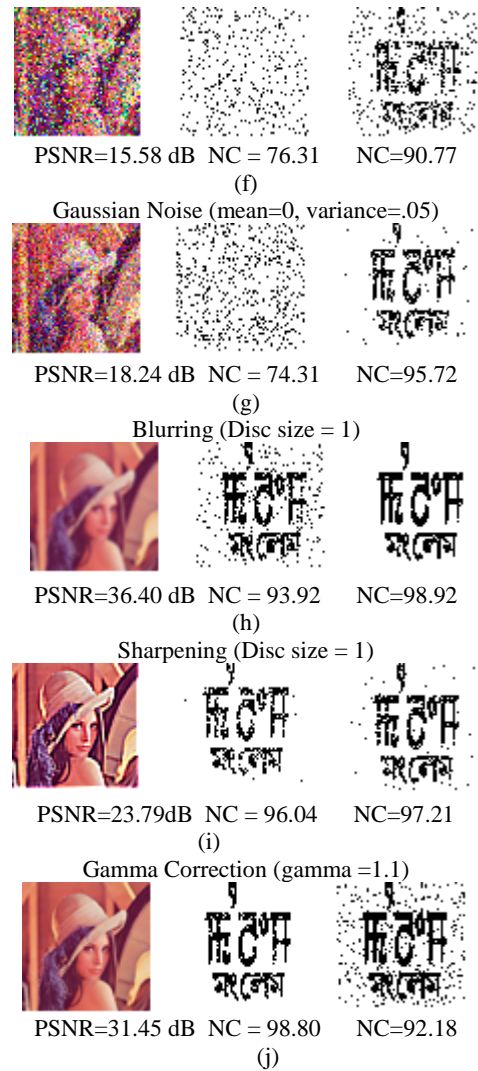 PSNR=15.58 dB NC = 76.31 NC=90.77
(f)
Gaussian Noise (mean=0, variance=.05)
মংলেম
PSNR=18.24 dB NC = 74.31 NC=95.72
(g)
Blurring (Disc size = 1)
মংলেম মংলেম
PSNR=36.40 dB NC = 93.92 NC=98.92
(h)
Sharpening (Disc size = 1)
মংলেম মংলেম
PSNR=23.79dB NC = 96.04 NC=97.21
(i)
Gamma Correction (gamma =1.1)
মংলেম মংলেম
PSNR=31.45 dB NC = 98.80 NC=92.18
(j)